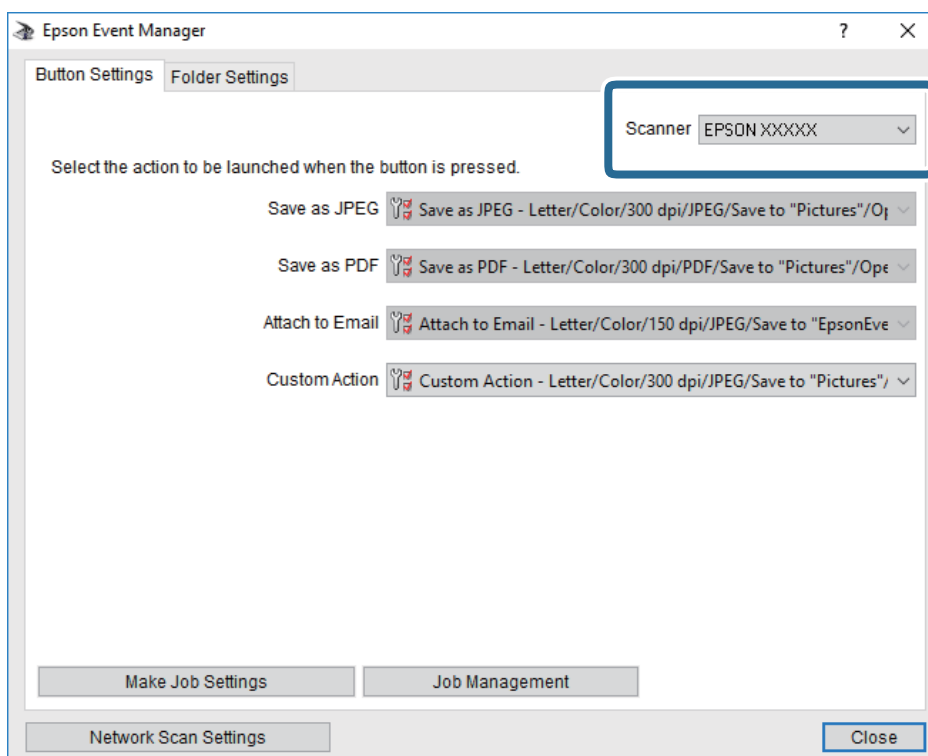 Epson Event Manager
Button Settings Folder Settings
Scanner EPSON XXXXX
Select the action to be launched when the button is pressed.
Save as JPEG Save as JPEG - Letter/Color/300 dpi/JPEG/Save to "Pictures"/Op
Save as PDF Save as PDF - Letter/Color/300 dpi/PDF/Save to "Pictures"/Ope
Attach to Email Attach to Email - Letter/Color/150 dpi/JPEG/Save to "EpsonEve
Custom Action Custom Action - Letter/Color/300 dpi/JPEG/Save to "Pictures"/
Make Job Settings Job Management
Network Scan Settings Close